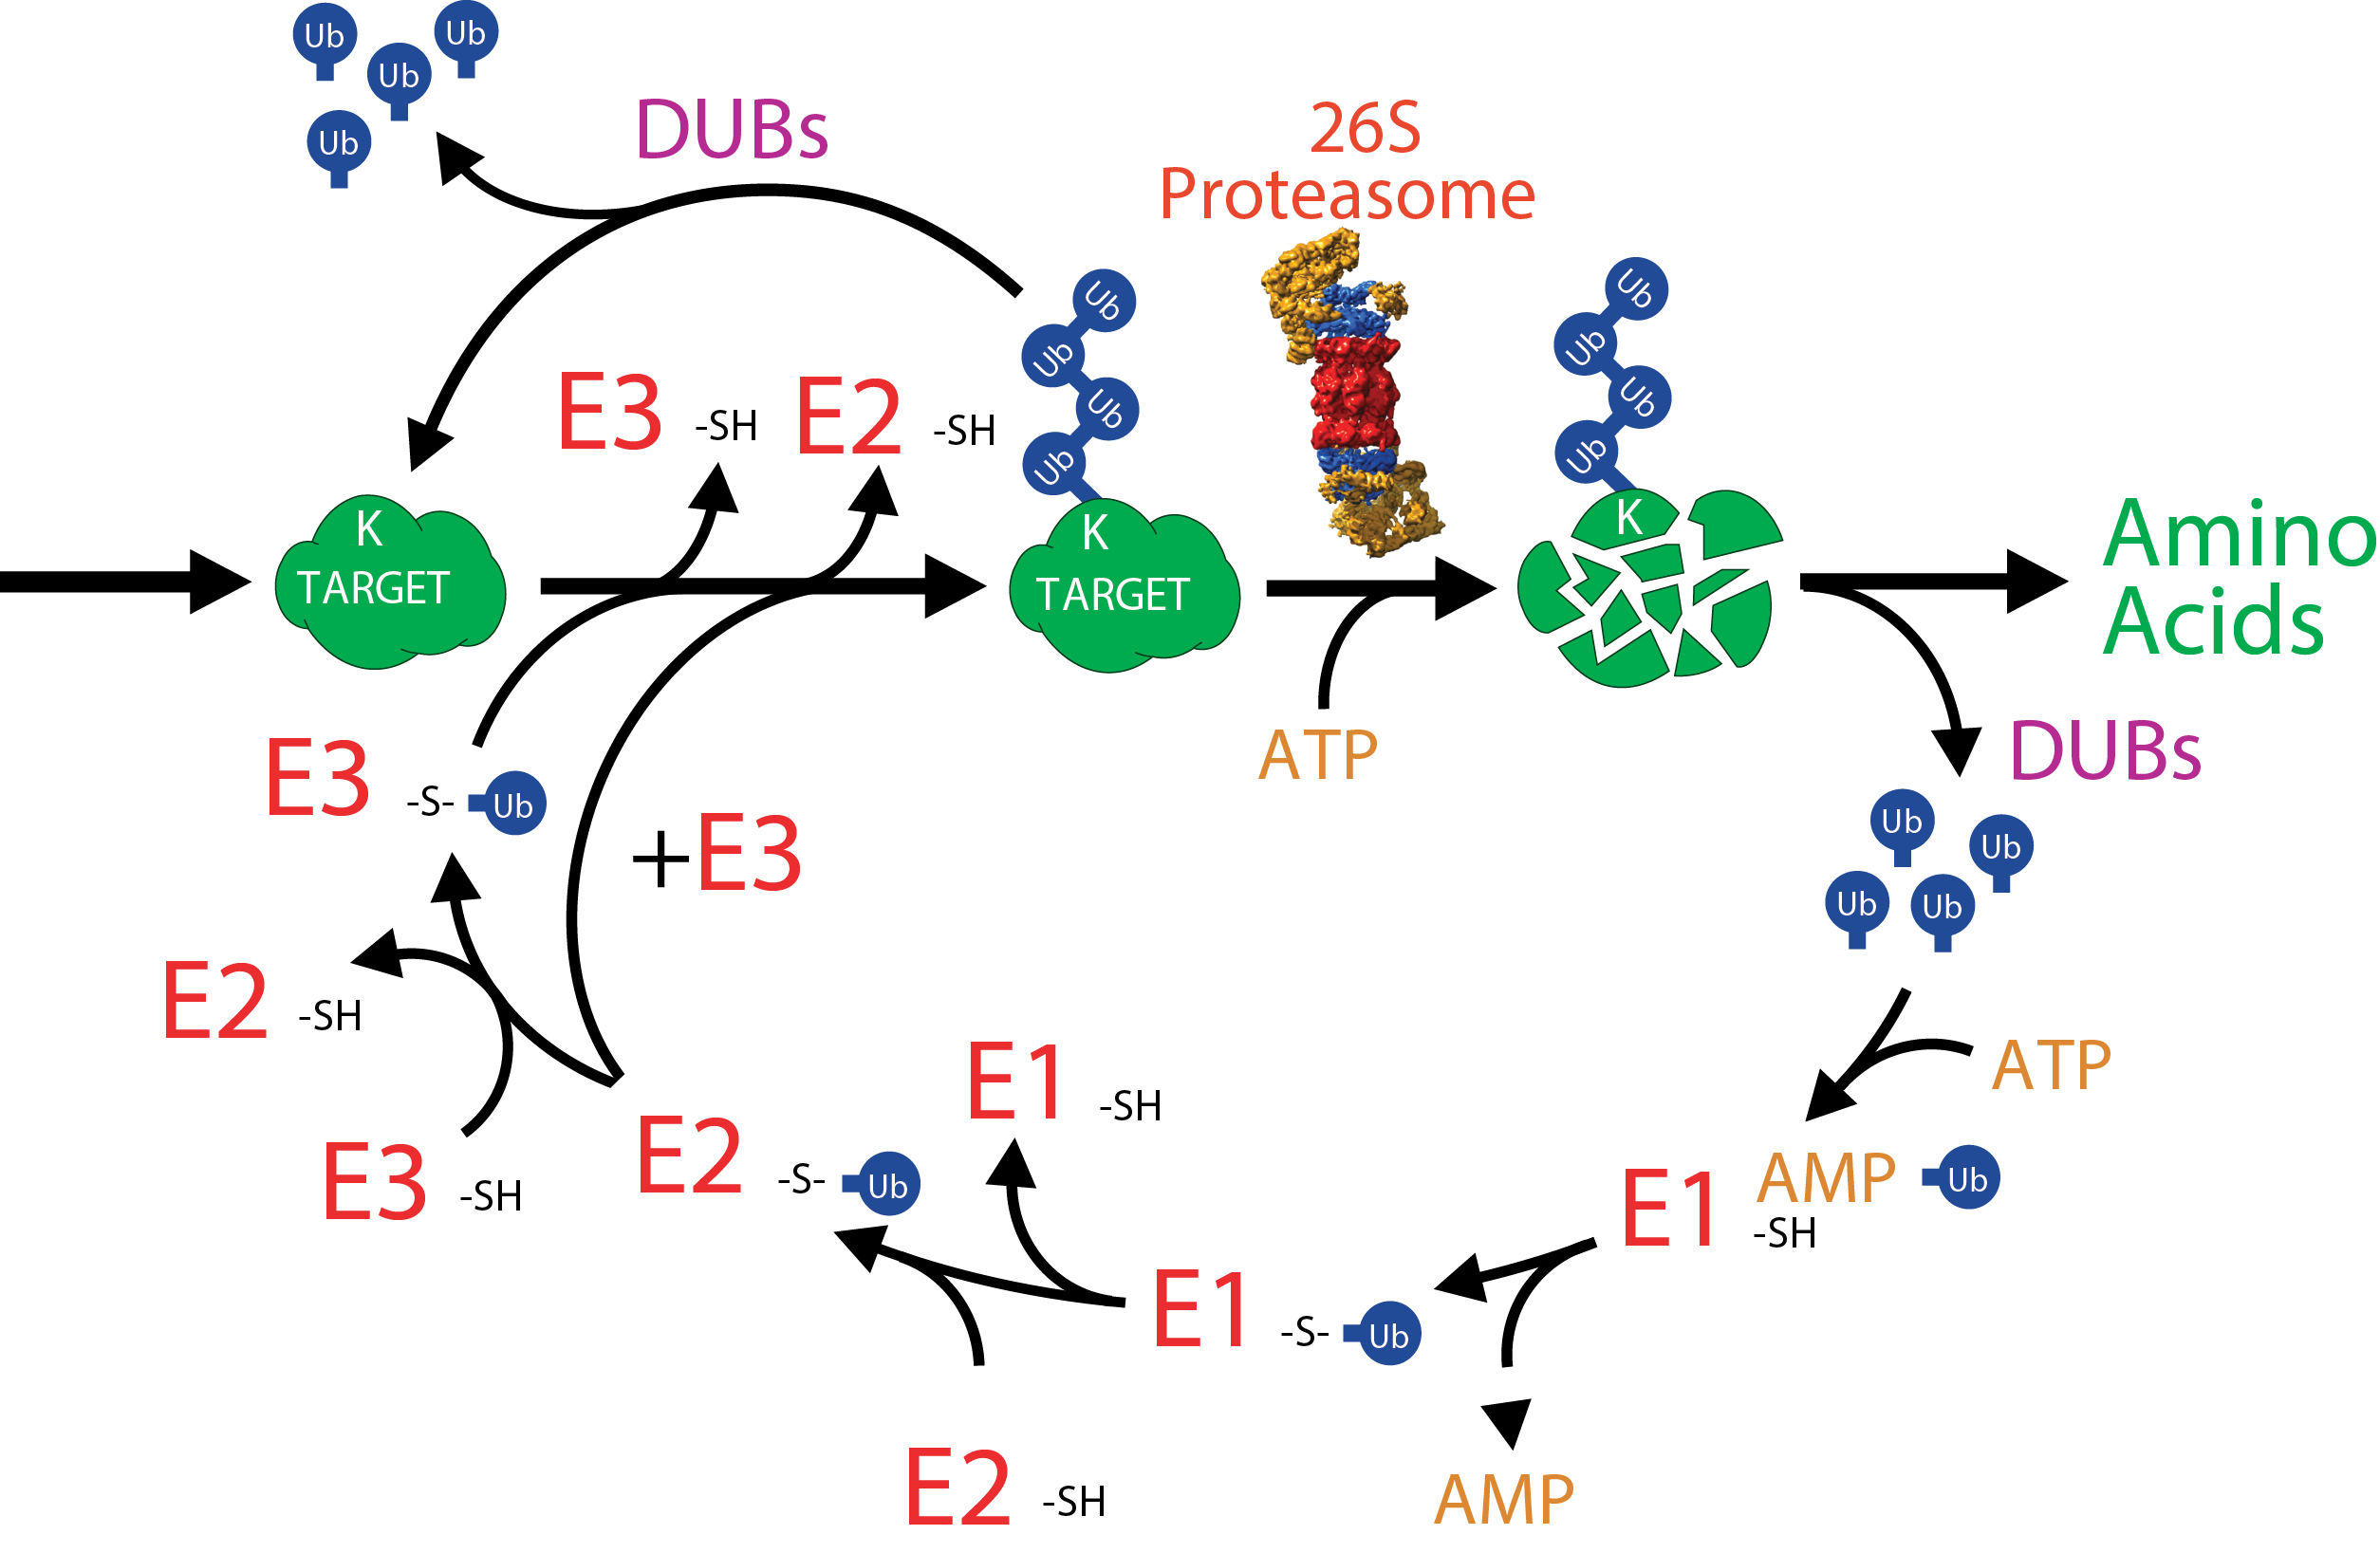 Ub
Ub
Ub
Ub
DUBs
26S
Proteasome
Ub
Ub
Ub
Ub
Ub
Ub
Ub
Ub
E3 -SH
E2 -SH
K
TARGET
K
TARGET
K
Amino
Acids
E3 -S- Ub
+E3
ATP
DUBs
Ub
Ub
Ub
Ub
E2 -SH
E1 -SH
ATP
E3 -SH
E2 -S- Ub
E1 AMP Ub
-SH
E1 -S- Ub
E2 -SH
AMP